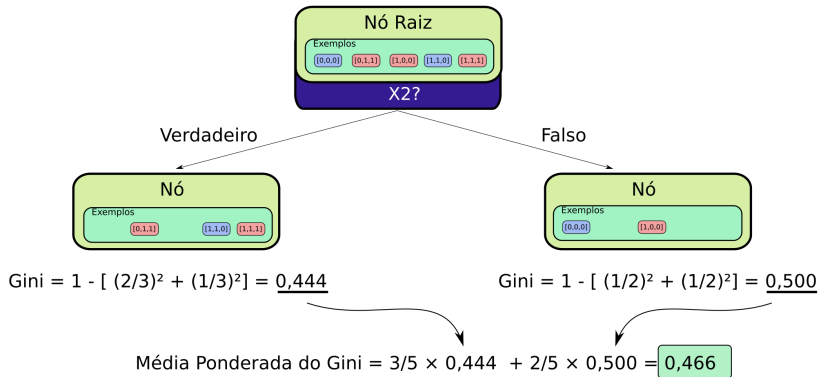 Nó Raiz
Exemplos
[0,0,0] [0,1,1] [1,0,0] [1,1,0] [1,1,1]
X2?
Verdadeiro
Falso
Nó
Exemplos
[0,1,1] [1,1,0] [1,1,1]
Nó
Exemplos
[0,0,0] [1,0,0]
Gini = 1 - [ (2/3)² + (1/3)²] = 0,444
Gini = 1 - [ (1/2)² + (1/2)²] = 0,500
Média Ponderada do Gini = 3/5 × 0,444 + 2/5 × 0,500 = 0,466